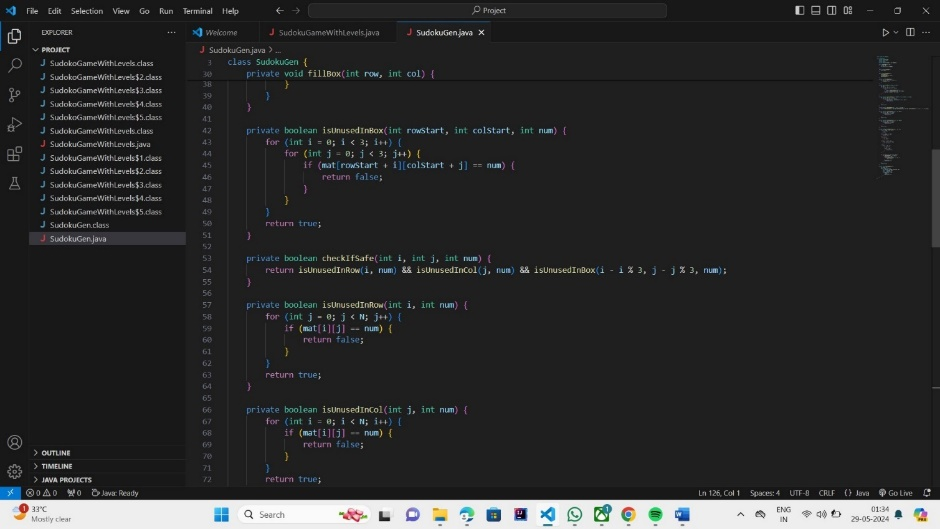 File Edit Selection View Go Run Terminal Help
Project
EXPLORER
PROJECT
SudokoGameWithLevels.class
SudokuGameWithLevels$2.class
SudokoGameWithLevels$3.class
SudokoGameWithLevels$4.class
SudokoGameWithLevels$5.class
SudokoGameWithLevels.class
SudokuGameWithLevels.java
SudokuGameWithLevels$1.class
SudokuGameWithLevels$2.class
SudokuGameWithLevels$3.class
SudokuGameWithLevels$4.class
SudokuGameWithLevels$5.class
SudokuGen.class
SudokuGen.java
OUTLINE
TIMELINE
JAVA PROJECTS
Welcome
SudokuGameWithLevels.java
SudokuGen.java
SudokuGen.java > ...
3 class SudokuGen {
30 private void fillBox(int row, int col) {
38 }
39 }
40 }
41
42 private boolean isUnusedInBox(int rowStart, int colStart, int num) {
43 for (int i = 0; i < 3; i++) {
44 for (int j = 0; j < 3; j++) {
45 if (mat[rowStart + i][colStart + j] == num) {
46 return false;
47 }
48 }
49 }
50 return true;
51 }
52
53 private boolean checkIfSafe(int i, int j, int num) {
54 return isUnusedInRow(i, num) && isUnusedInCol(j, num) && isUnusedInBox(i - i % 3, j - j % 3, num);
55 }
56
57 private boolean isUnusedInRow(int i, int num) {
58 for (int j = 0; j < N; j++) {
59 if (mat[i][j] == num) {
60 return false;
61 }
62 }
63 return true;
64 }
65
66 private boolean isUnusedInCol(int j, int num) {
67 for (int i = 0; i < N; i++) {
68 if (mat[i][j] == num) {
69 return false;
70 }
71 }
72 return true;
0 0 0 Java: Ready
Ln 126, Col 1 Spaces: 4 UTF-8 CRLF {} Java Go Live
1
33°C
Mostly clear
Search
1
ENG
IN
01:34
29-05-2024